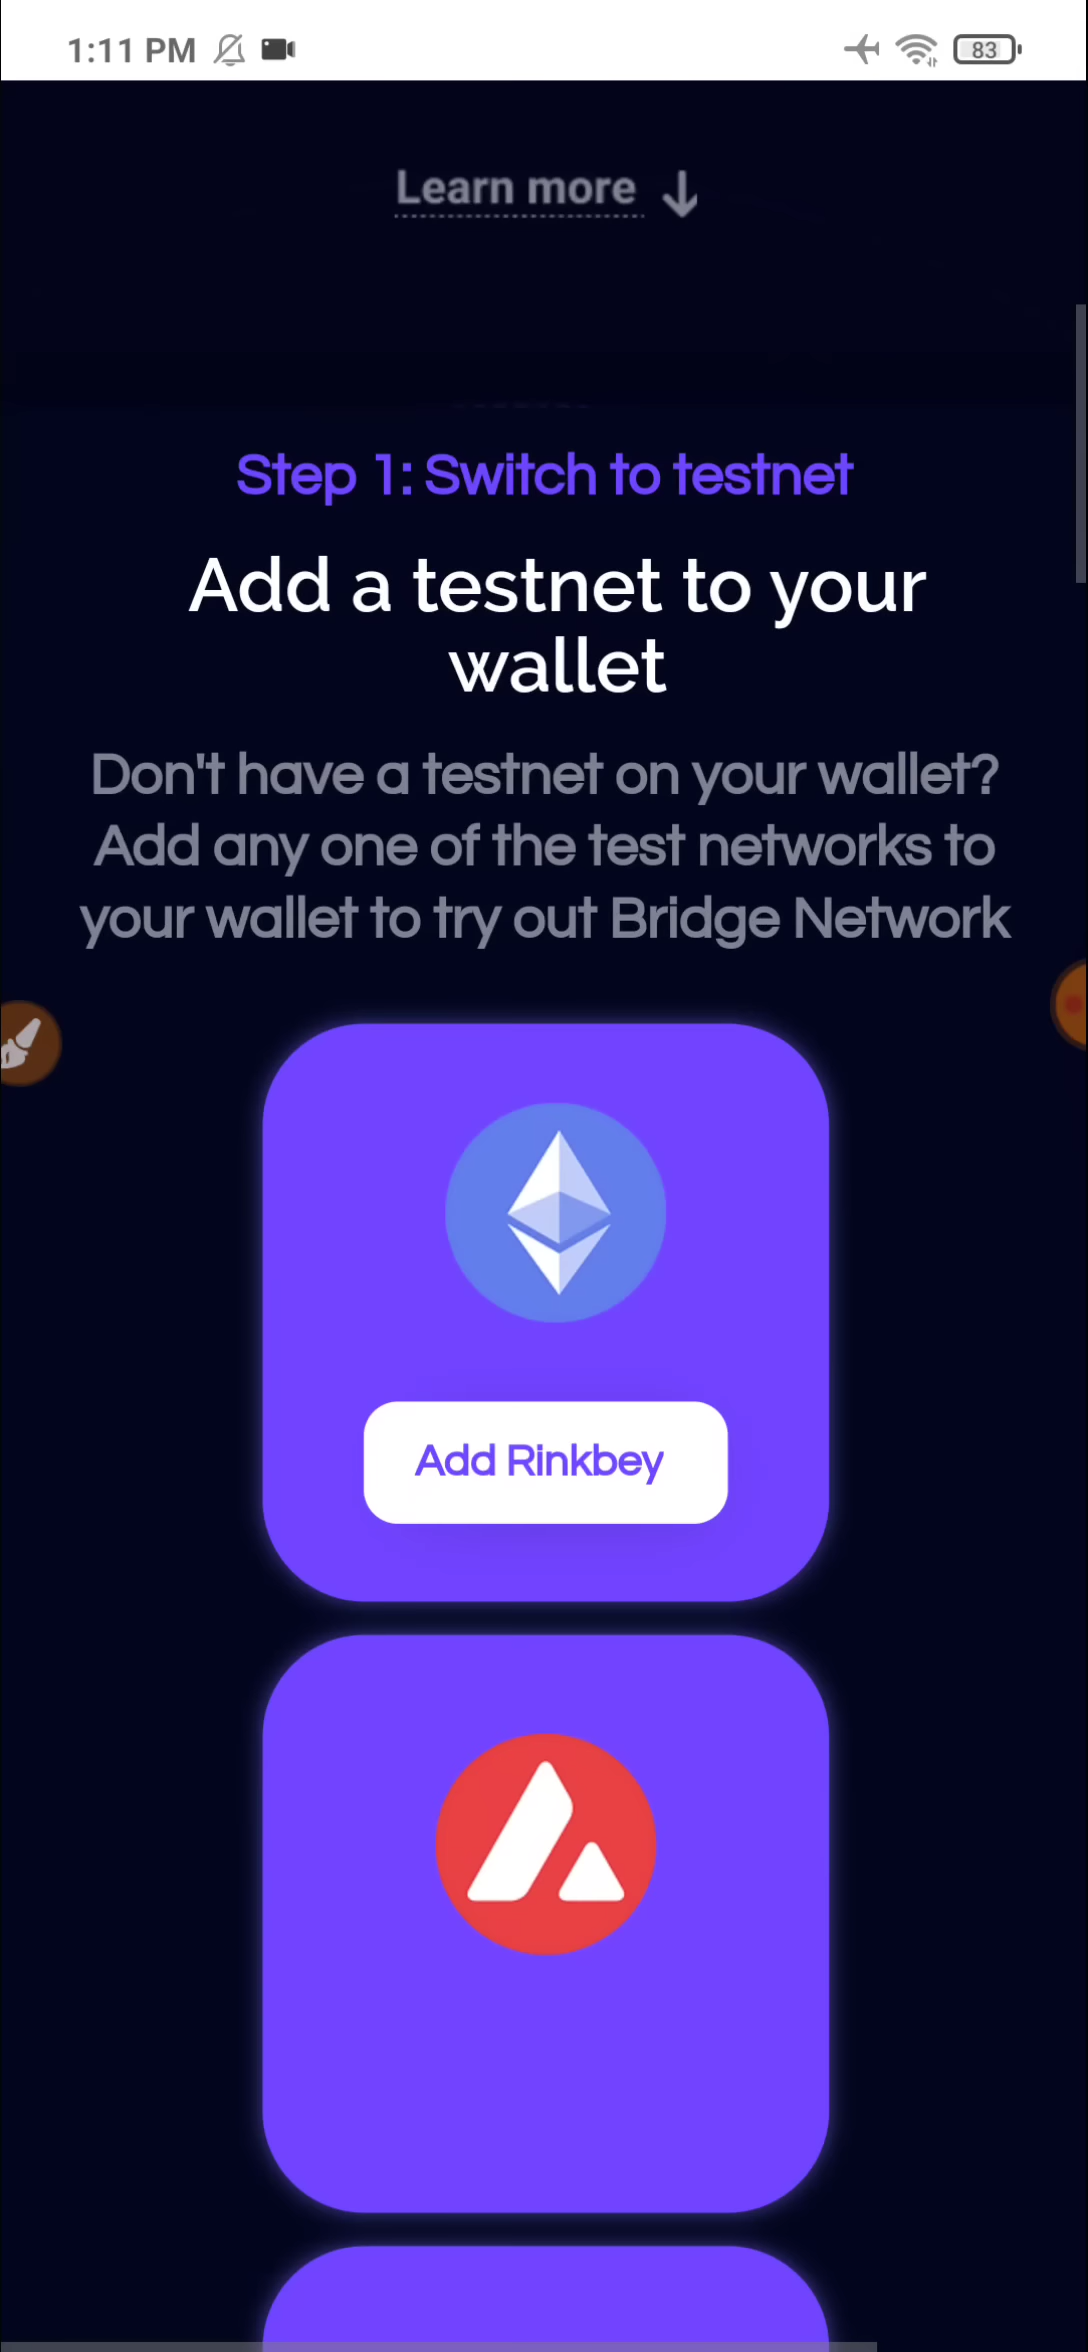 1:11 PM
83
Learn more
Step 1: Switch to testnet
Add a testnet to your
wallet
Don't have a testnet on your wallet?
Add any one of the test networks to
your wallet to try out Bridge Network
Add Rinkbey